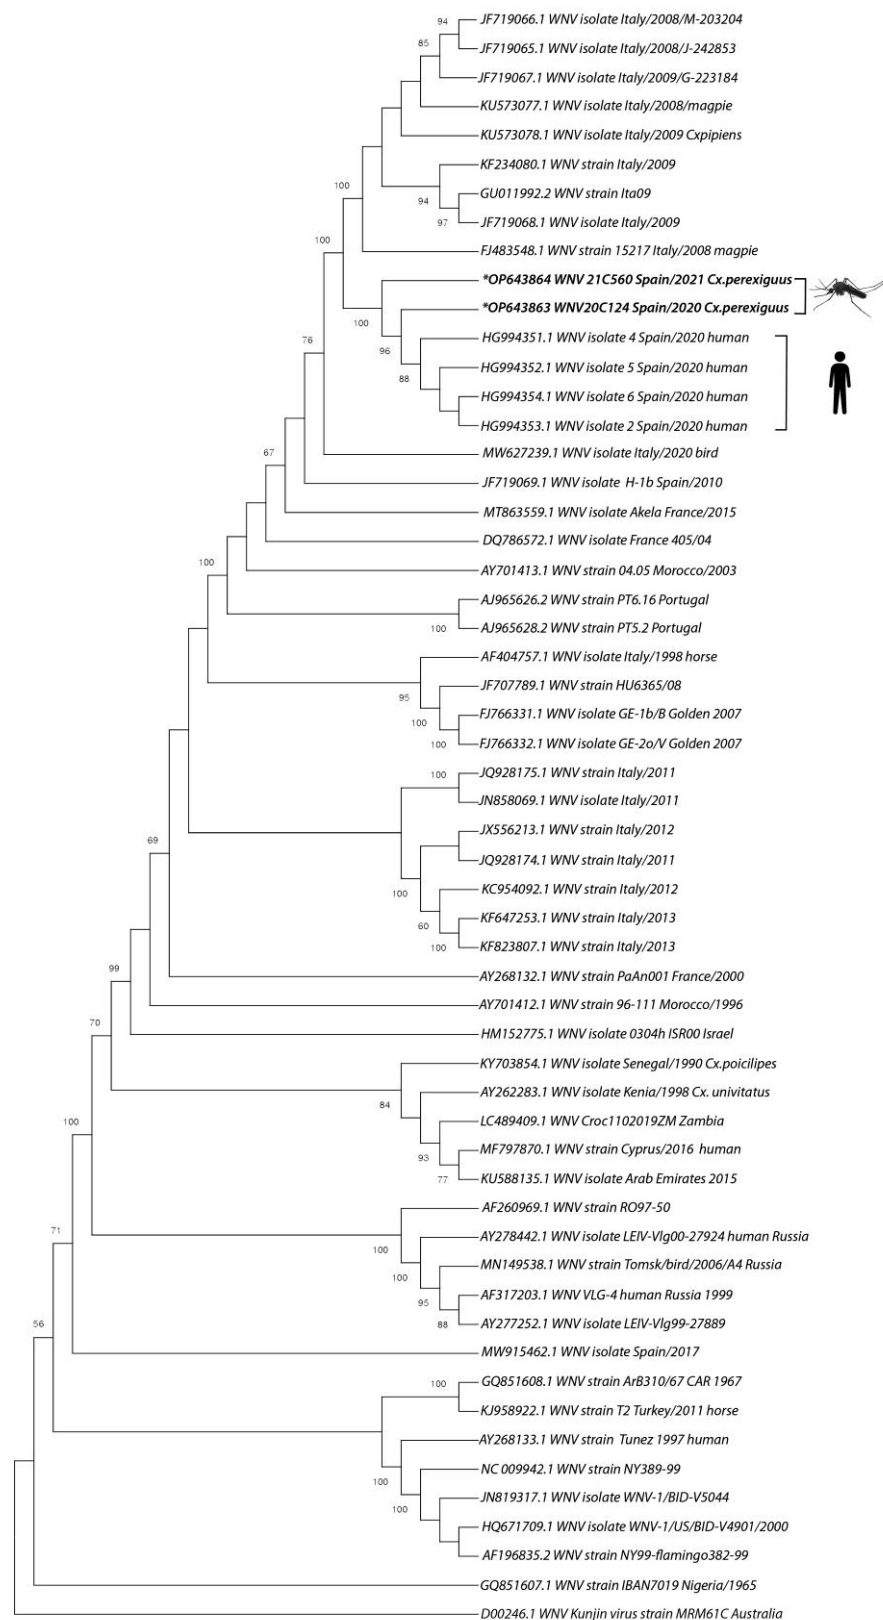 94
JF719066.1 WNV isolate Italy/2008/M-203204
85
JF719065.1 WNV isolate Italy/2008/J-242853
JF719067.1 WNV isolate Italy/2009/G-223184
KU573077.1 WNV isolate Italy/2008/magpie
KU573078.1 WNV isolate Italy/2009 Cxpipiens
KF234080.1 WNV strain Italy/2009
100
94
GU011992.2 WNV strain Ita09
97
JF719068.1 WNV isolate Italy/2009
100
FJ483548.1 WNV strain 15217 Italy/2008 magpie
*OP643864 WNV 21C560 Spain/2021 Cx.perexiguus
*OP643863 WNV20C124 Spain/2020 Cx.perexiguus
100
96
HG994351.1 WNV isolate 4 Spain/2020 human
76
HG994352.1 WNV isolate 5 Spain/2020 human
88
HG994354.1 WNV isolate 6 Spain/2020 human
HG994353.1 WNV isolate 2 Spain/2020 human
67
MW627239.1 WNV isolate Italy/2020 bird
JF719069.1 WNV isolate H-1b Spain/2010
MT863559.1 WNV isolate Akela France/2015
DQ786572.1 WNV isolate France 405/04
100
AY701413.1 WNV strain 04.05 Morocco/2003
AJ965626.2 WNV strain PT6.16 Portugal
100
AJ965628.2 WNV strain PT5.2 Portugal
AF404757.1 WNV isolate Italy/1998 horse
95
JF707789.1 WNV strain HU6365/08
100
FJ766331.1 WNV isolate GE-1b/B Golden 2007
100
FJ766332.1 WNV isolate GE-2o/V Golden 2007
100
JQ928175.1 WNV strain Italy/2011
JN858069.1 WNV isolate Italy/2011
69
JX556213.1 WNV strain Italy/2012
JQ928174.1 WNV strain Italy/2011
100
KC954092.1 WNV strain Italy/2012
60
KF647253.1 WNV strain Italy/2013
100
KF823807.1 WNV strain Italy/2013
99
AY268132.1 WNV strain PaAn001 France/2000
AY701412.1 WNV strain 96-111 Morocco/1996
70
HM152775.1 WNV isolate 0304h ISR00 Israel
KY703854.1 WNV isolate Senegal/1990 Cx.poicilipes
84
AY262283.1 WNV isolate Kenia/1998 Cx. univitatus
100
LC489409.1 WNV Croc1102019ZM Zambia
93
MF797870.1 WNV strain Cyprus/2016 human
77
KU588135.1 WNV isolate Arab Emirates 2015
AF260969.1 WNV strain RO97-50
71
100
AY278442.1 WNV isolate LEIV-Vlg00-27924 human Russia
100
MN149538.1 WNV strain Tomsk/bird/2006/A4 Russia
95
AF317203.1 WNV VLG-4 human Russia 1999
56
88
AY277252.1 WNV isolate LEIV-Vlg99-27889
MW915462.1 WNV isolate Spain/2017
100
GQ851608.1 WNV strain ArB310/67 CAR 1967
KJ958922.1 WNV strain T2 Turkey/2011 horse
AY268133.1 WNV strain Tunez 1997 human
100
NC 009942.1 WNV strain NY389-99
100
JN819317.1 WNV isolate WNV-1/BID-V5044
HQ671709.1 WNV isolate WNV-1/US/BID-V4901/2000
AF196835.2 WNV strain NY99-flamingo382-99
GQ851607.1 WNV strain IBAN7019 Nigeria/1965
D00246.1 WNV Kunjin virus strain MRM61C Australia